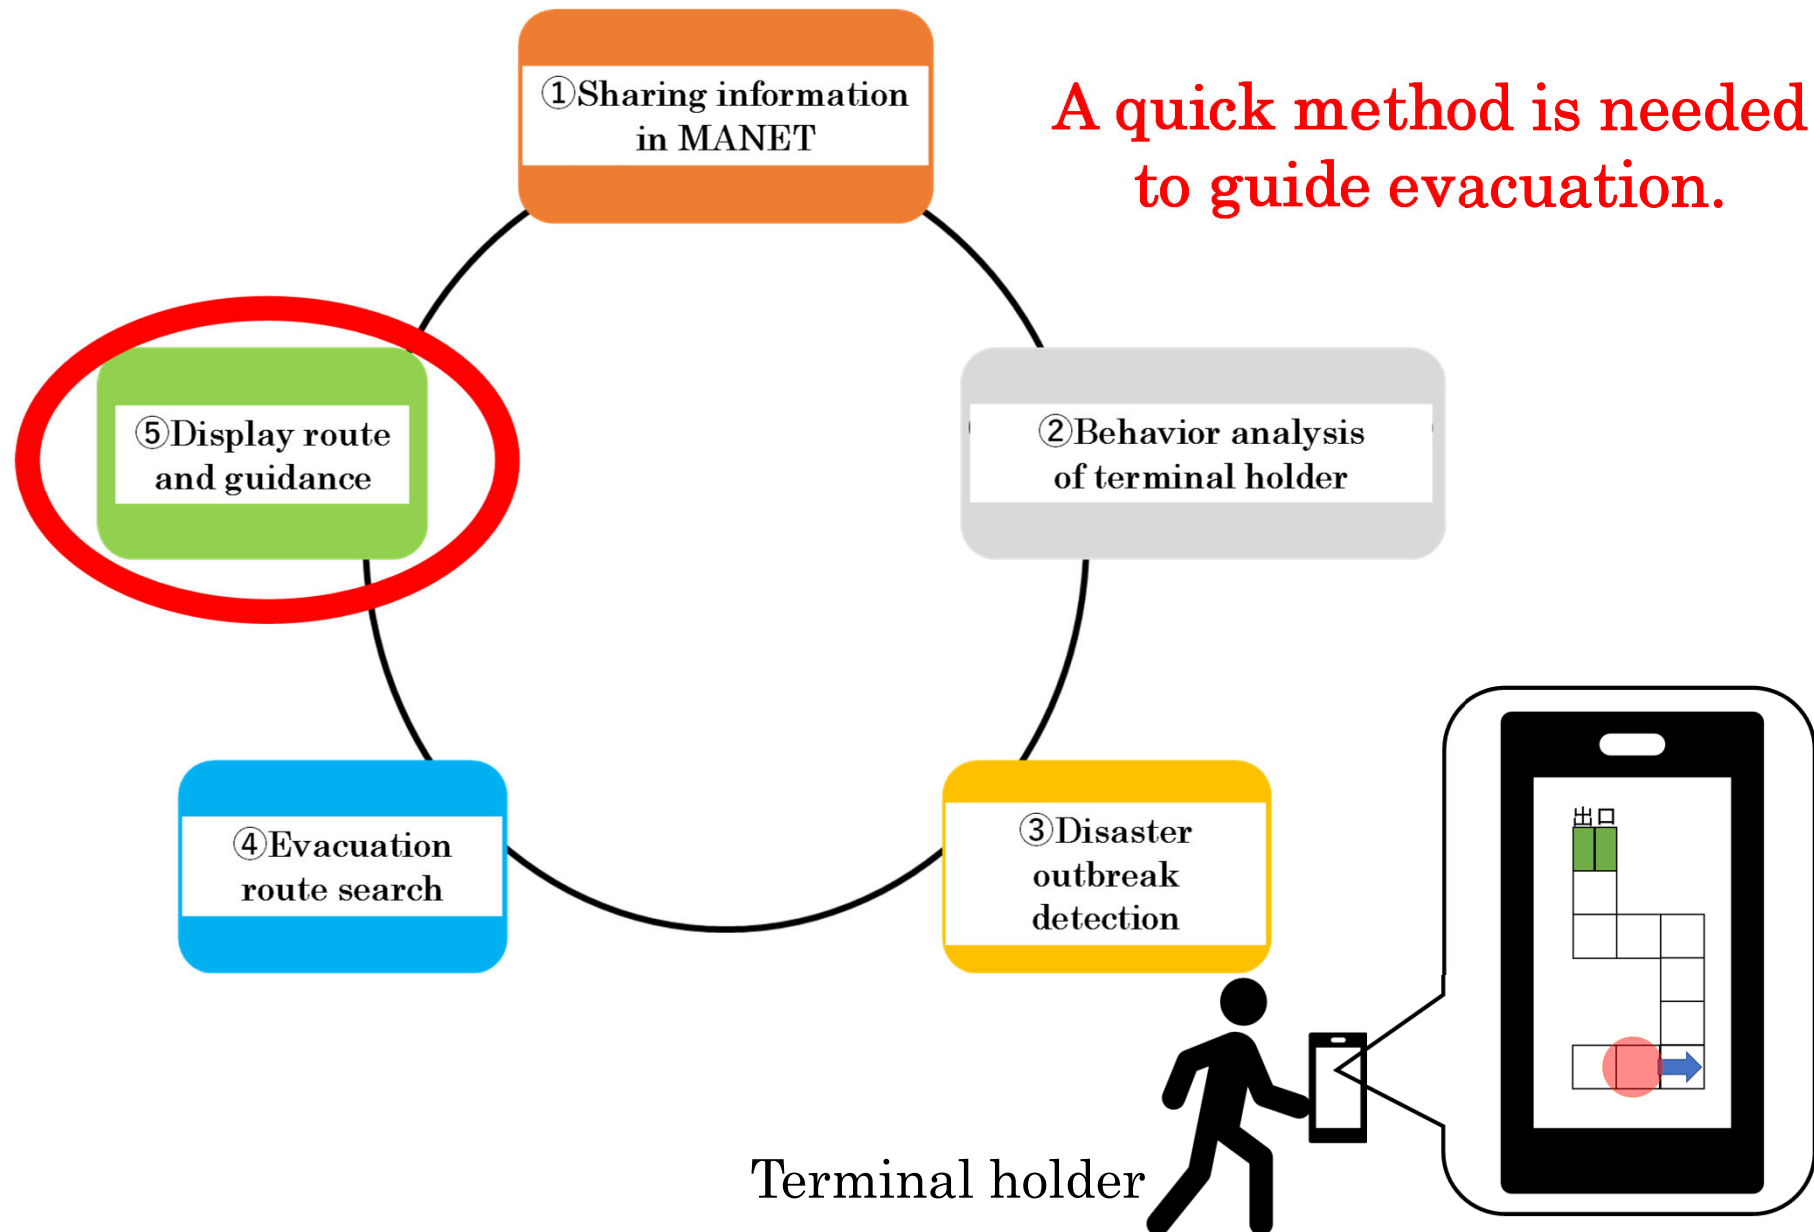 ①Sharing information
in MANET
A quick method is needed
to guide evacuation.
⑤Display route
and guidance
②Behavior analysis
of terminal holder
④Evacuation
route search
③Disaster
outbreak
detection
出口
Terminal holder